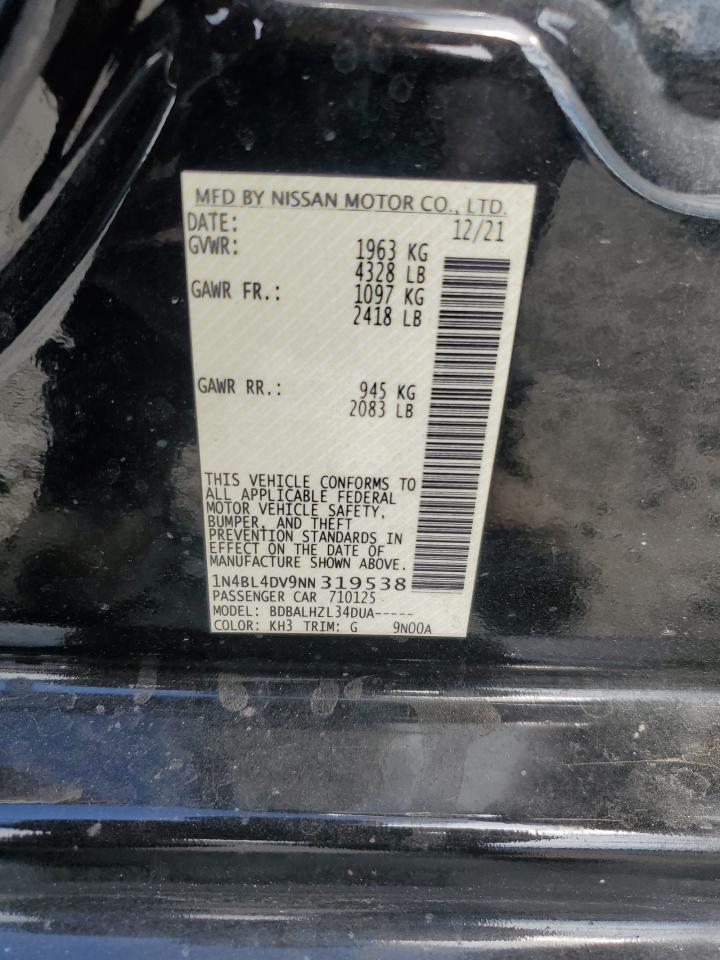 MFD BY NISSAN MOTOR CO., LTD.
DATE: 12/21
GVWR: 1963 KG
4328 LB
GAWR FR.: 1097 KG
2418 LB
GAWR RR.: 945 KG
2083 LB
THIS VEHICLE CONFORMS TO
ALL APPLICABLE FEDERAL
MOTOR VEHICLE SAFETY,
BUMPER, AND THEFT
PREVENTION STANDARDS IN
EFFECT ON THE DATE OF
MANUFACTURE SHOWN ABOVE.
1N4BL4DV9NN319538
PASSENGER CAR 710125
MODEL: BDBALHZL34DUA-----
COLOR: KH3 TRIM: G 9N00A